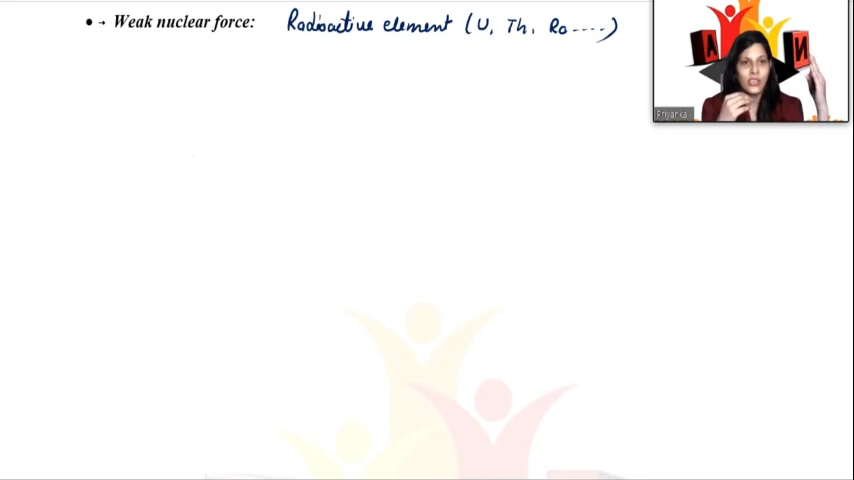 • → Weak nuclear force: Radioactive element (U, Th, Ra ----)
A N
Priyanka